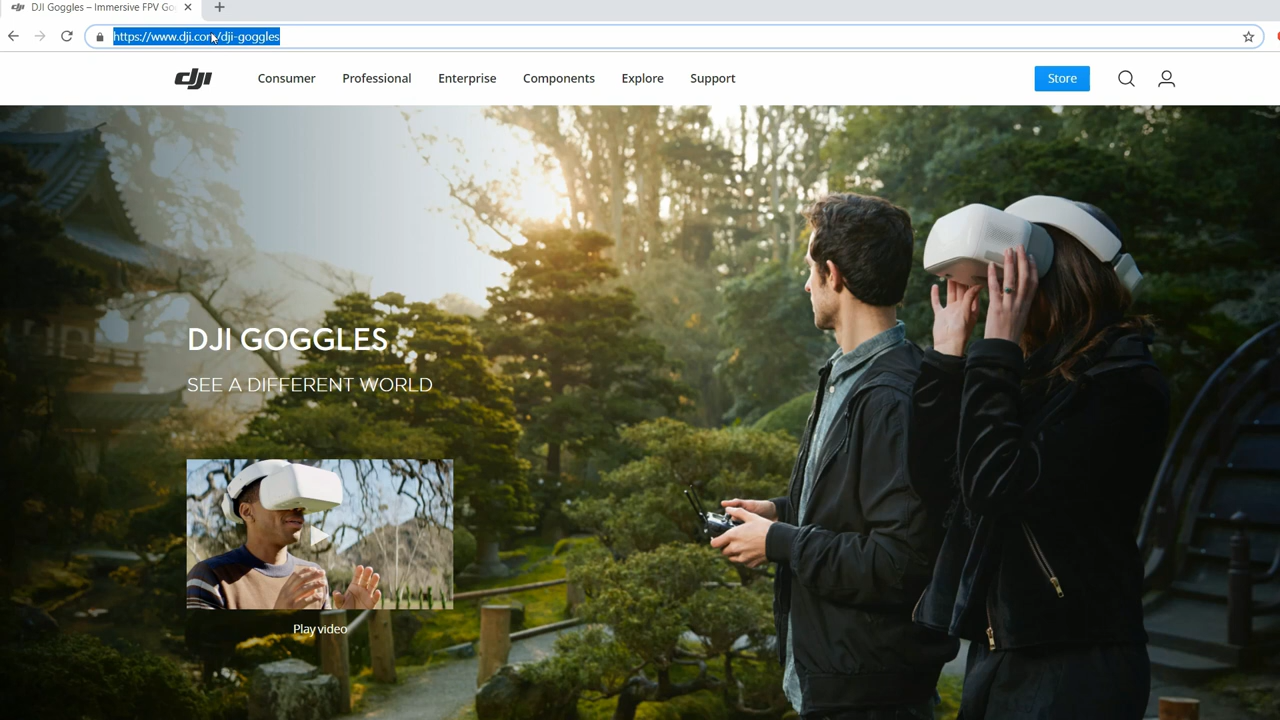 DJI Goggles – Immersive FPV Go
https://www.dji.com/dji-goggles
dji
Consumer
Professional
Enterprise
Components
Explore
Support
Store
DJI GOGGLES
SEE A DIFFERENT WORLD
Play video